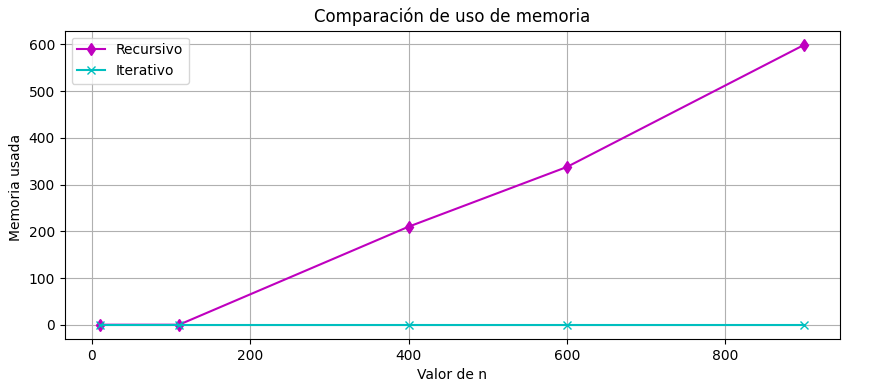 Comparación de uso de memoria
Recursivo
Iterativo
Memoria usada
600
500
400
300
200
100
0
0 200 400 600 800
Valor de n